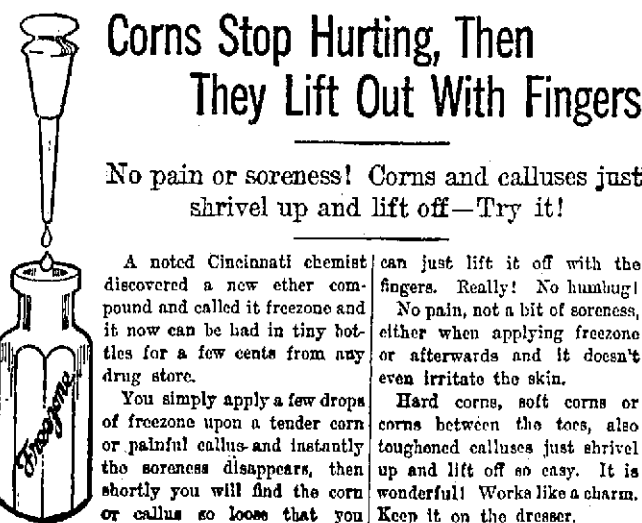 Corns Stop Hurting, Then
They Lift Out With Fingers
No pain or soreness! Corns and calluses just
shrivel up and lift off—Try it!
A noted Cincinnati chemist
discovered a new ether com-
pound and called it freezone and
it now can be had in tiny bot-
tles for a few cents from any
drug store.
You simply apply a few drops
of freezone upon a tender corn
or painful callus and instantly
the soreness disappears, then
shortly you will find the corn
or callus so loose that you
can just lift it off with the
fingers. Really! No humbug!
No pain, not a bit of soreness,
either when applying freezone
or afterwards and it doesn't
even irritate the skin.
Hard corns, soft corns or
corns between the toes, also
toughened calluses just shrivel
up and lift off so easy. It is
wonderful! Works like a charm.
Keep it on the dresser.
Freezone